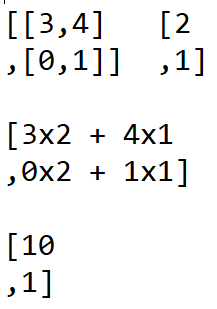 [[3,4]   [2
,[0,1]]  ,1]
[3x2 + 4x1
,0x2 + 1x1]
[10
,1]